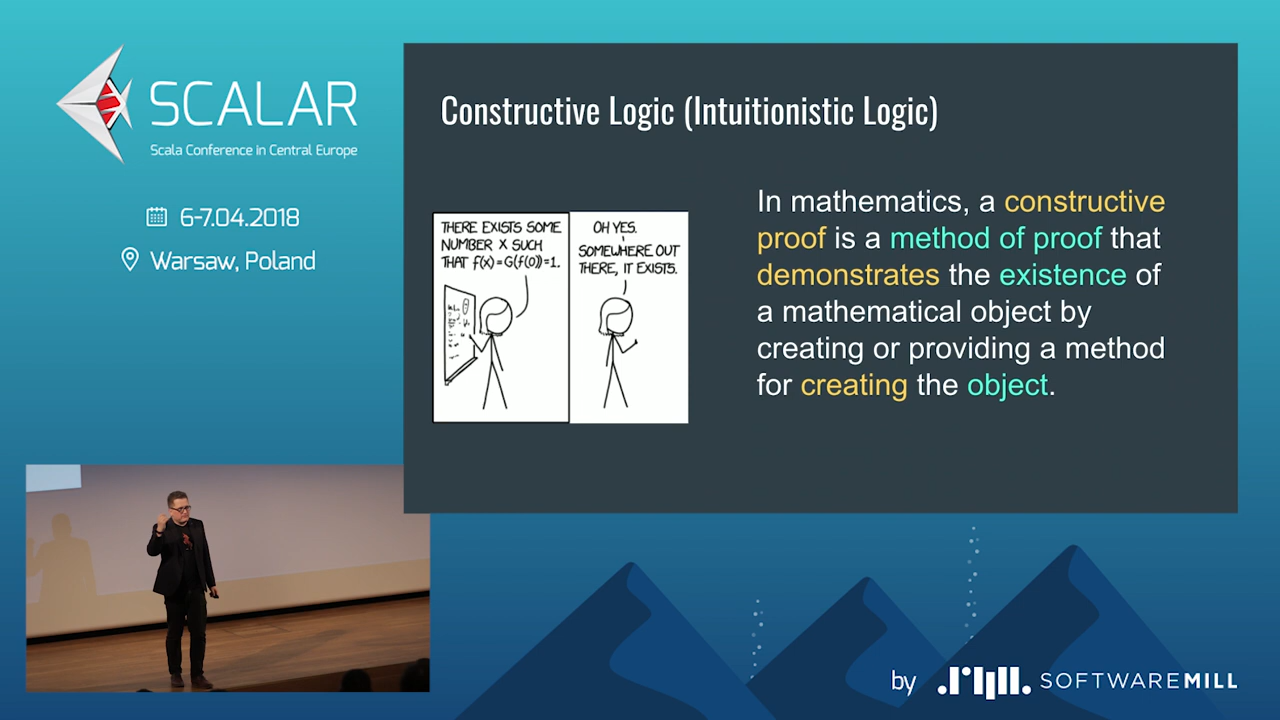 SCALAR
Scala Conference in Central Europe
6-7.04.2018
Warsaw, Poland
Constructive Logic (Intuitionistic Logic)
THERE EXISTS SOME
NUMBER X SUCH
THAT f(x)=G(f(0))=1.
OH YES.
SOMEWHERE OUT
THERE, IT EXISTS.
In mathematics, a constructive
proof is a method of proof that
demonstrates the existence of
a mathematical object by
creating or providing a method
for creating the object.
by SOFTWAREMILL